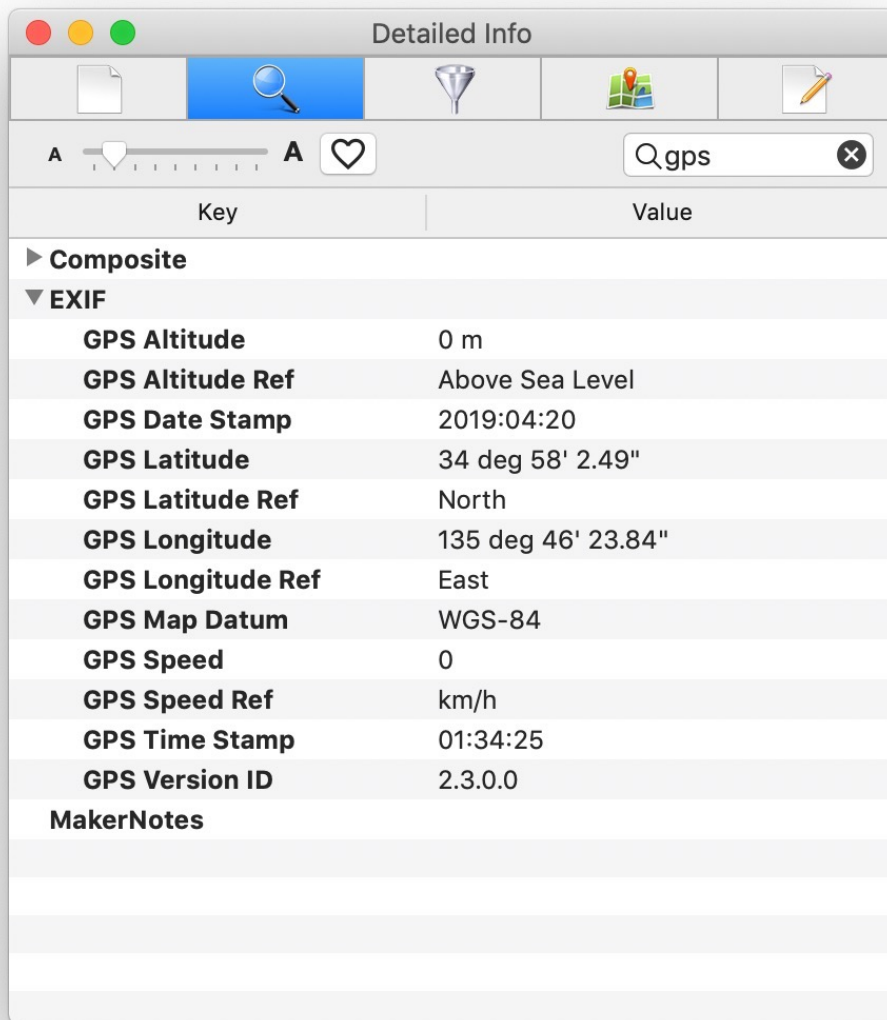 Detailed Info
A A gps
Key Value
Composite
EXIF
GPS Altitude 0 m
GPS Altitude Ref Above Sea Level
GPS Date Stamp 2019:04:20
GPS Latitude 34 deg 58' 2.49"
GPS Latitude Ref North
GPS Longitude 135 deg 46' 23.84"
GPS Longitude Ref East
GPS Map Datum WGS-84
GPS Speed 0
GPS Speed Ref km/h
GPS Time Stamp 01:34:25
GPS Version ID 2.3.0.0
MakerNotes